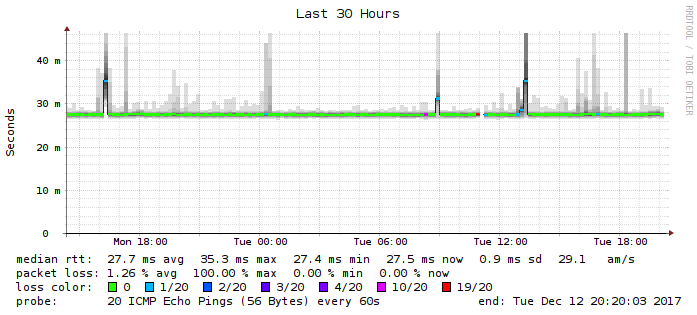 Last 30 Hours
RRDTOOL / TOBI OETIKER
Seconds
40 m
30 m
20 m
10 m
0
Mon 18:00 Tue 00:00 Tue 06:00 Tue 12:00 Tue 18:00
median rtt: 27.7 ms avg 35.3 ms max 27.4 ms min 27.5 ms now 0.9 ms sd 29.1 am/s
packet loss: 1.26 % avg 100.00 % max 0.00 % min 0.00 % now
loss color: 0 1/20 2/20 3/20 4/20 10/20 19/20
probe: 20 ICMP Echo Pings (56 Bytes) every 60s end: Tue Dec 12 20:20:03 2017